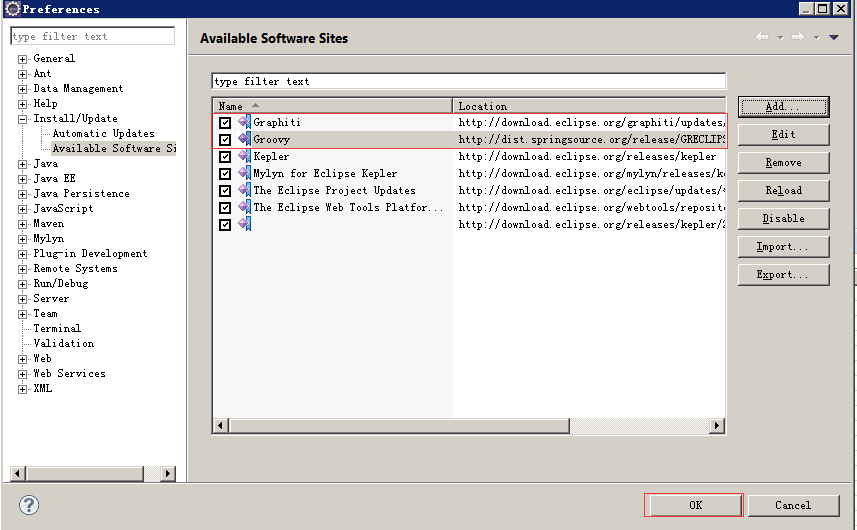 Preferences
type filter text
General
Ant
Data Management
Help
Install/Update
Automatic Updates
Available Software Si
Java
Java EE
Java Persistence
JavaScript
Maven
Mylyn
Plug-in Development
Remote Systems
Run/Debug
Server
Team
Terminal
Validation
Web
Web Services
XML
Available Software Sites
type filter text
Name Location
Graphiti http://download.eclipse.org/graphiti/updates/
Groovy http://dist.springsource.org/release/GRECLIPS
Kepler http://download.eclipse.org/releases/kepler
Mylyn for Eclipse Kepler http://download.eclipse.org/mylyn/releases/ke
The Eclipse Project Updates http://download.eclipse.org/eclipse/updates/4
The Eclipse Web Tools Platfor... http://download.eclipse.org/webtools/reposite
http://download.eclipse.org/releases/kepler/2
Add...
Edit
Remove
Reload
Disable
Import...
Export...
?
OK
Cancel